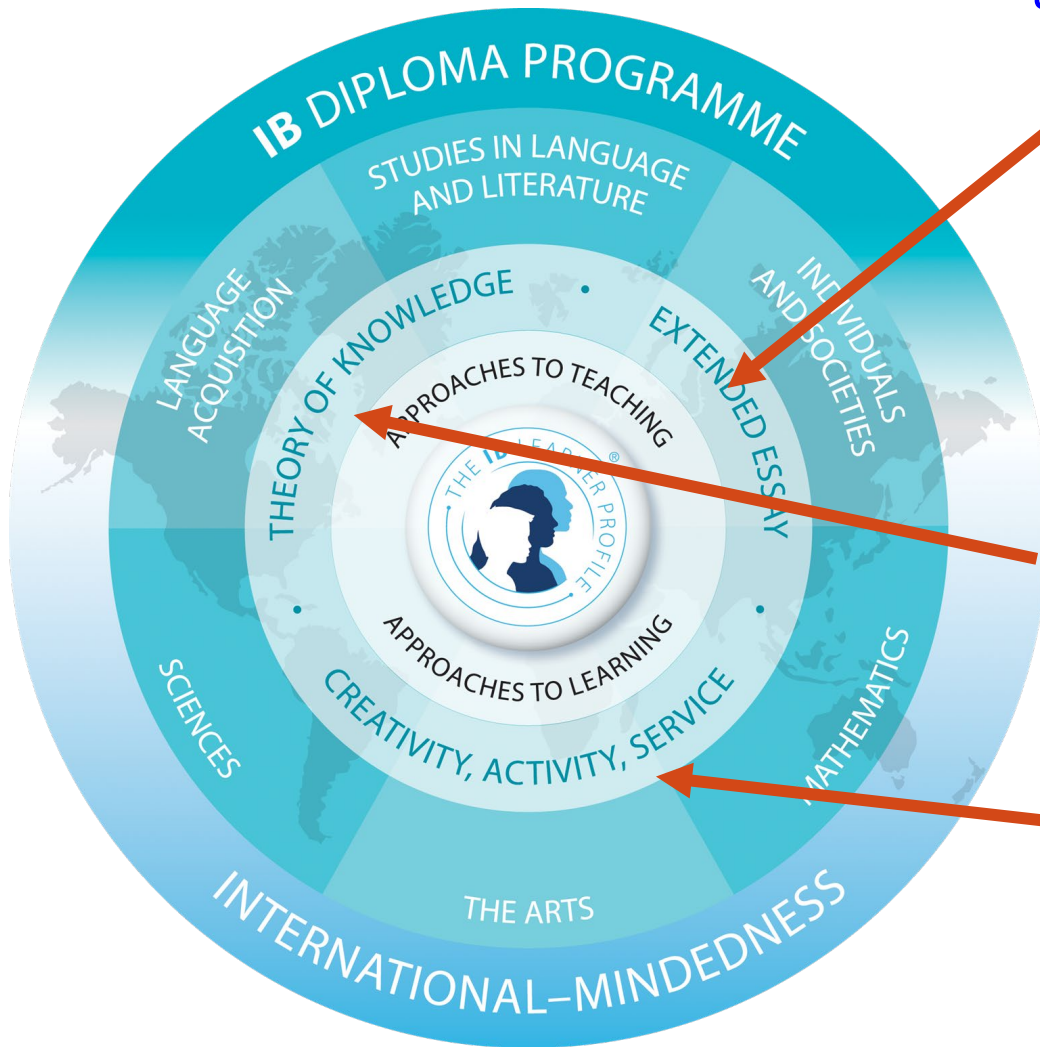 IB DIPLOMA PROGRAMME
STUDIES IN LANGUAGE
AND LITERATURE
LANGUAGE
ACQUISITION
INDIVIDUALS
AND SOCIETIES
THEORY OF KNOWLEDGE
EXTENDED ESSAY
APPROACHES TO TEACHING
THE IB LEARNER PROFILE
®
APPROACHES TO LEARNING
CREATIVITY, ACTIVITY, SERVICE
SCIENCES
MATHEMATICS
THE ARTS
INTERNATIONAL–MINDEDNESS